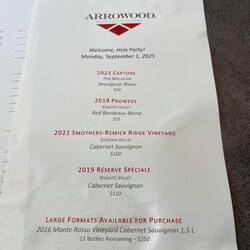 ARROWOOD
Welcome, Hsia Party!
Monday, September 1, 2025
2023 CAPTURE
PINE MOUNTAIN
Sauvignon Blanc
2019 PROWESS
KNIGHTS VALLEY
Red Bordeaux Blend
$55
2021 SMOTHERS-REMICK RIDGE VINEYARD
SONOMA VALLEY
Cabernet Sauvignon
$100
2019 RÉSERVE SPÉCIALE
KNIGHTS VALLEY
Cabernet Sauvignon
$110
LARGE FORMATS AVAILABLE FOR PURCHASE
2016 Monte Rosso Vineyard Cabernet Sauvignon 1.5 L
15 Bottles Remaining – $250